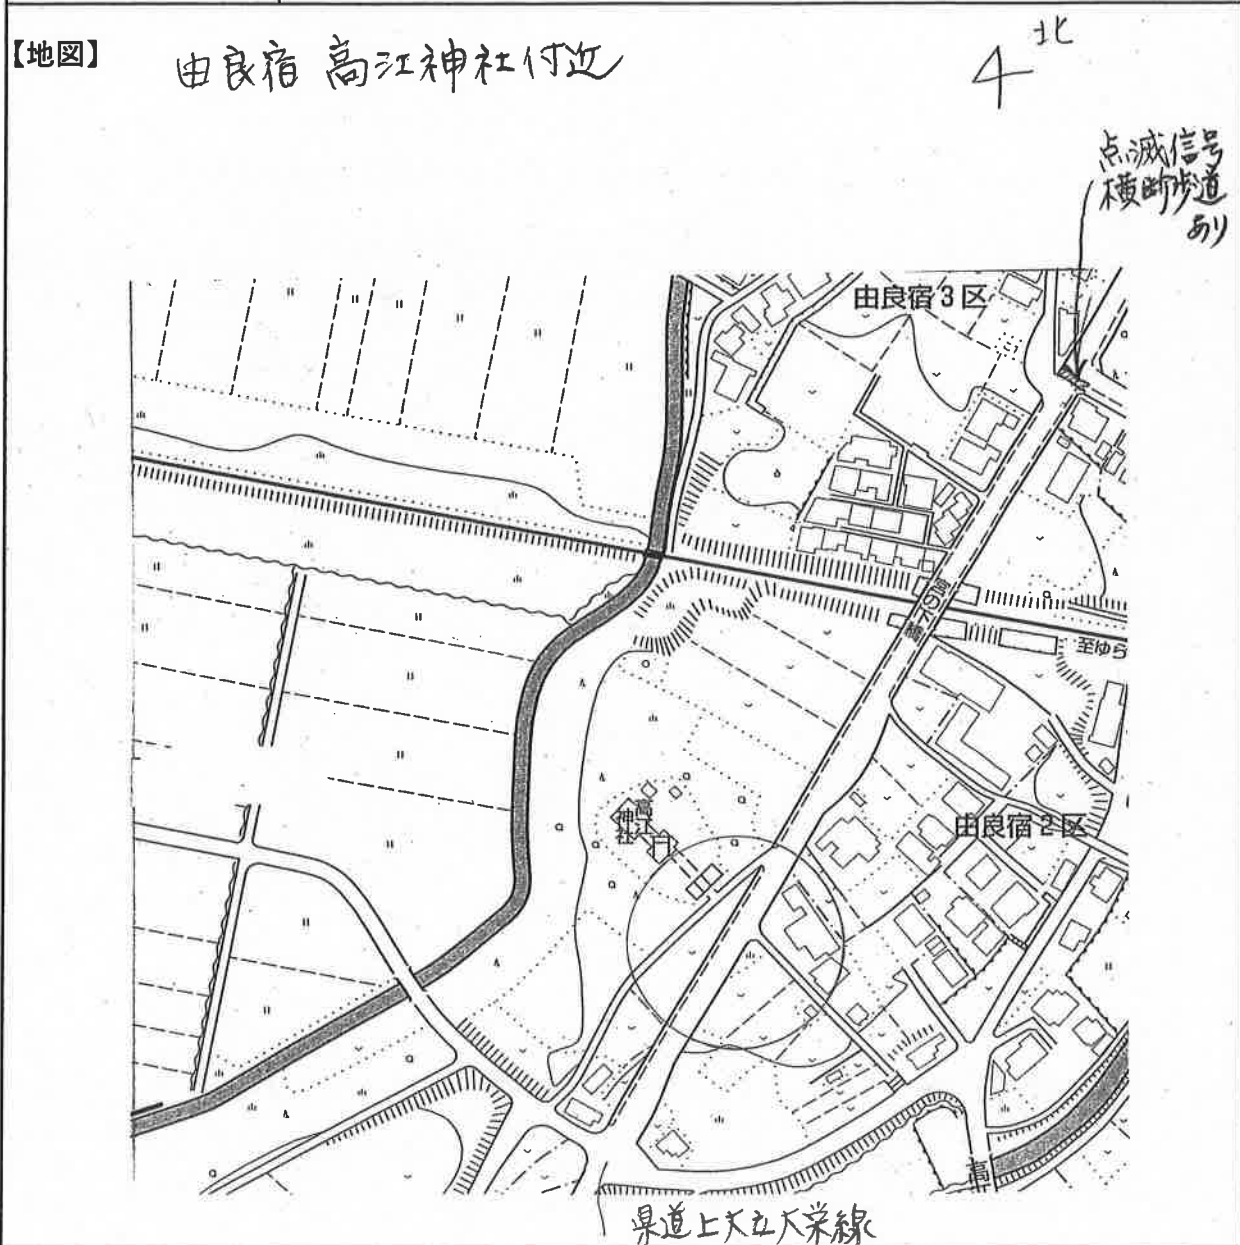 【地図】
由良宿 高江神社付近
北
点滅信号
横断歩道
あり
由良宿3区
宮の下橋
至ゆら
高江
神社
由良宿2区
高
県道上大立大栄線